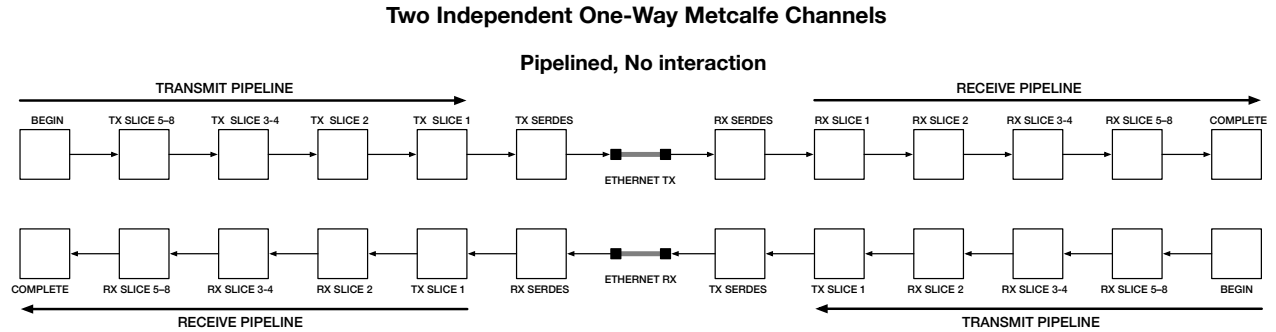 Two Independent One-Way Metcalfe Channels
Pipelined, No interaction
TRANSMIT PIPELINE RECEIVE PIPELINE
BEGIN TX SLICE 5–8 TX SLICE 3-4 TX SLICE 2 TX SLICE 1 TX SERDES RX SERDES RX SLICE 1 RX SLICE 2 RX SLICE 3-4 RX SLICE 5–8 COMPLETE
ETHERNET TX
ETHERNET RX
COMPLETE RX SLICE 5–8 RX SLICE 3-4 RX SLICE 2 TX SLICE 1 RX SERDES TX SERDES TX SLICE 1 RX SLICE 2 RX SLICE 3-4 RX SLICE 5–8 BEGIN
RECEIVE PIPELINE TRANSMIT PIPELINE